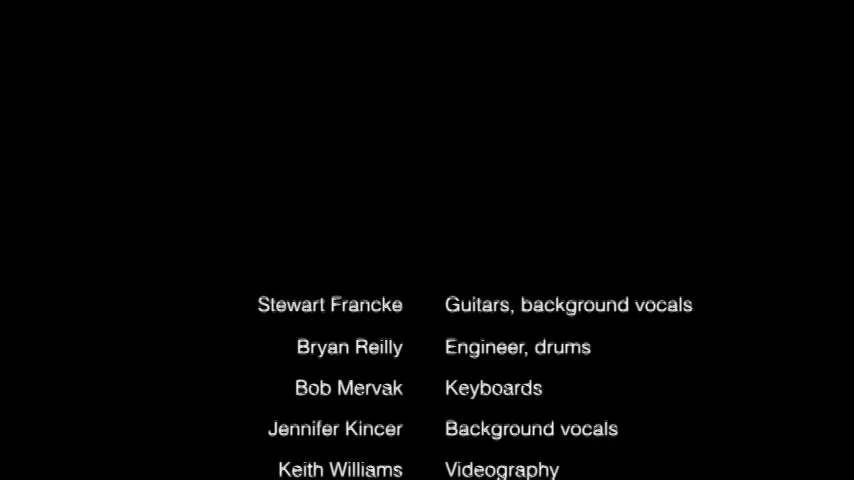 Stewart Francke Guitars, background vocals
Bryan Reilly Engineer, drums
Bob Mervak Keyboards
Jennifer Kincer Background vocals
Keith Williams Videography